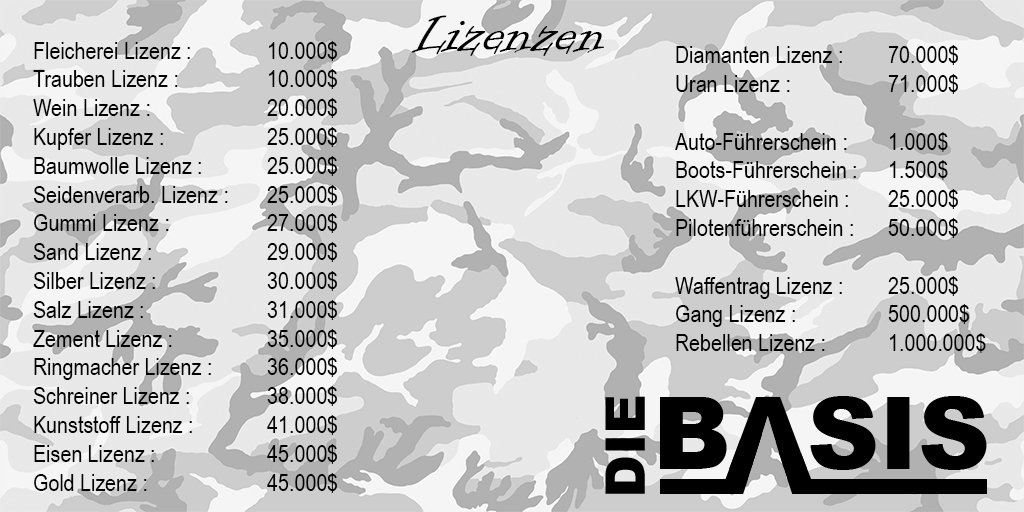 Lizenzen
Fleicherei Lizenz : 10.000$
Trauben Lizenz : 10.000$
Wein Lizenz : 20.000$
Kupfer Lizenz : 25.000$
Baumwolle Lizenz : 25.000$
Seidenverarb. Lizenz : 25.000$
Gummi Lizenz : 27.000$
Sand Lizenz : 29.000$
Silber Lizenz : 30.000$
Salz Lizenz : 31.000$
Zement Lizenz : 35.000$
Ringmacher Lizenz : 36.000$
Schreiner Lizenz : 38.000$
Kunststoff Lizenz : 41.000$
Eisen Lizenz : 45.000$
Gold Lizenz : 45.000$
Diamanten Lizenz : 70.000$
Uran Lizenz : 71.000$
Auto-Führerschein : 1.000$
Boots-Führerschein : 1.500$
LKW-Führerschein : 25.000$
Pilotenführerschein : 50.000$
Waffentrag Lizenz : 25.000$
Gang Lizenz : 500.000$
Rebellen Lizenz : 1.000.000$
DIE BASIS